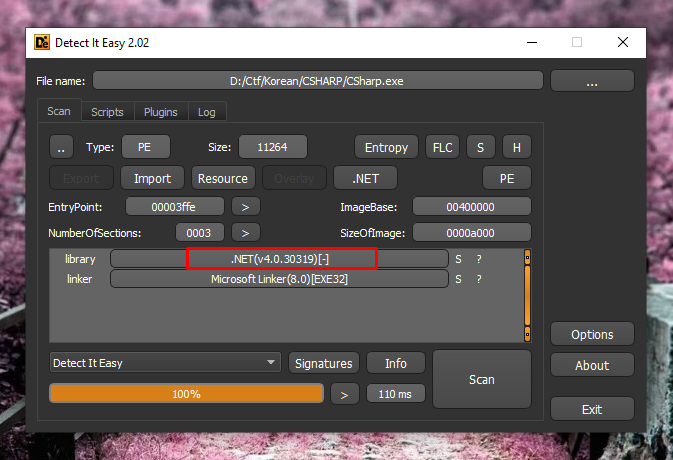 Detect It Easy 2.02
File name: D:/Ctf/Korean/CSHARP/CSharp.exe ...
Scan Scripts Plugins Log
.. Type: PE Size: 11264 Entropy FLC S H
Export Import Resource Overlay .NET PE
EntryPoint: 00003ffe > ImageBase: 00400000
NumberOfSections: 0003 > SizeOfImage: 0000a000
library .NET(v4.0.30319)[-] S ?
linker Microsoft Linker(8.0)[EXE32] S ?
Options
Detect It Easy Signatures Info Scan About
100% > 110 ms
Exit